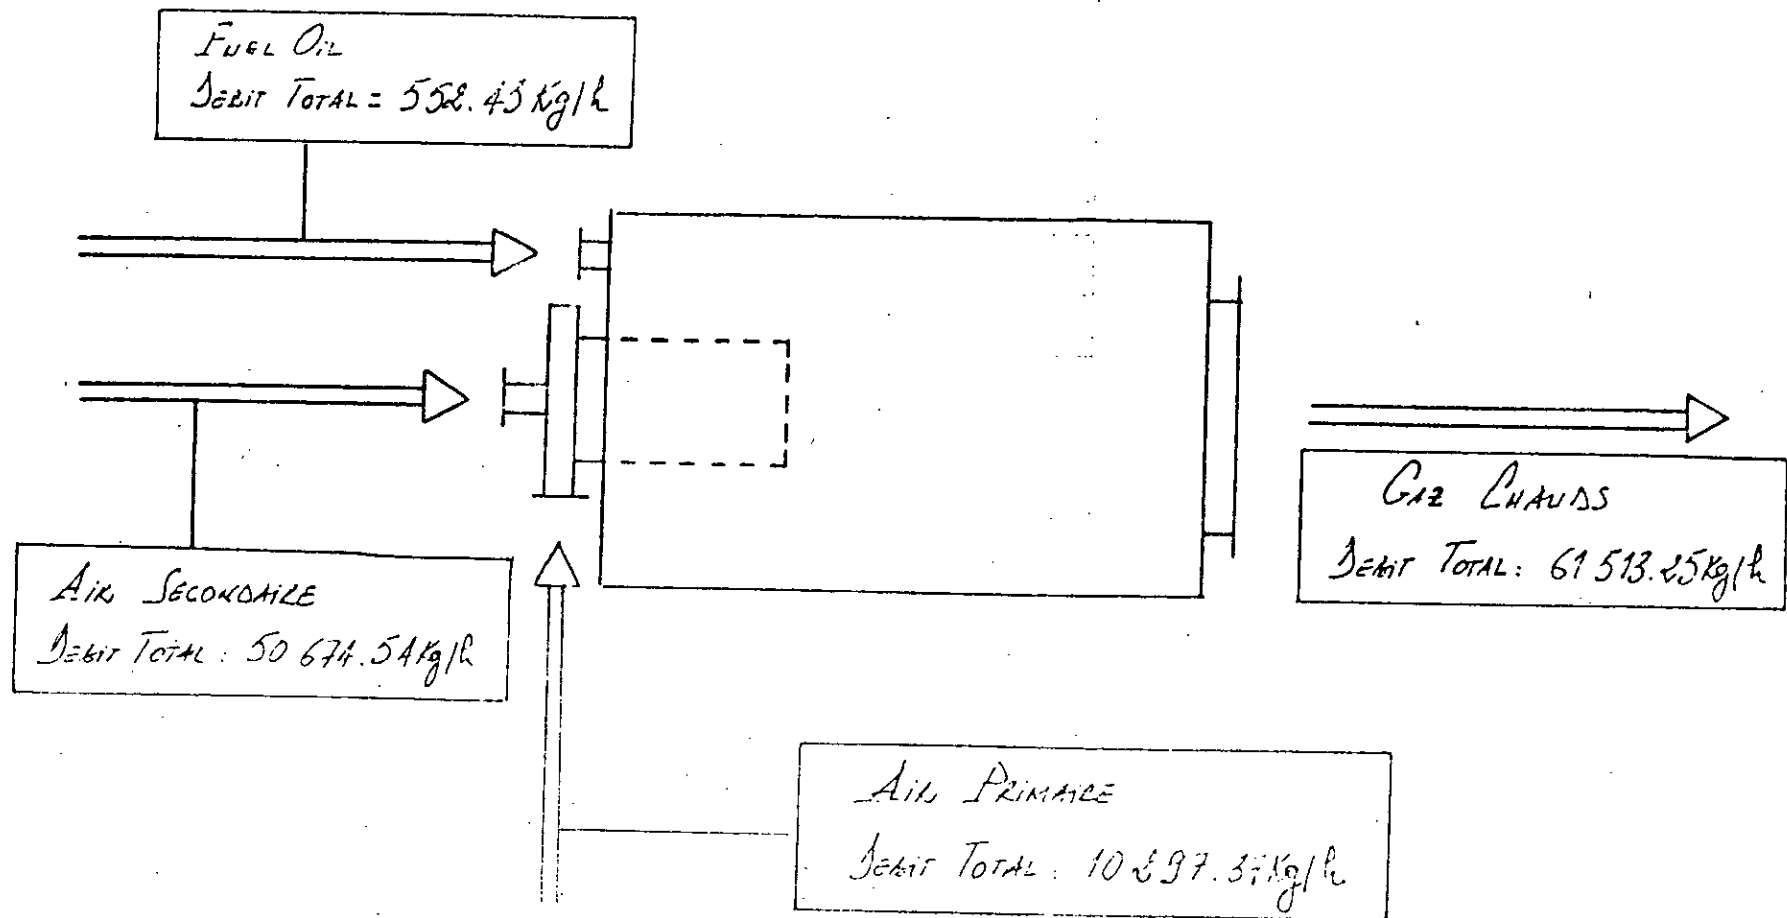 FUEL OIL
DEBIT TOTAL = 552.43 Kg/h
AIR SECONDAIRE
DEBIT TOTAL : 50 674.54 Kg/h
GAZ CHAUDS
DEBIT TOTAL : 61 513.25 Kg/h
AIR PRIMAIRE
DEBIT TOTAL : 10 297.37 Kg/h